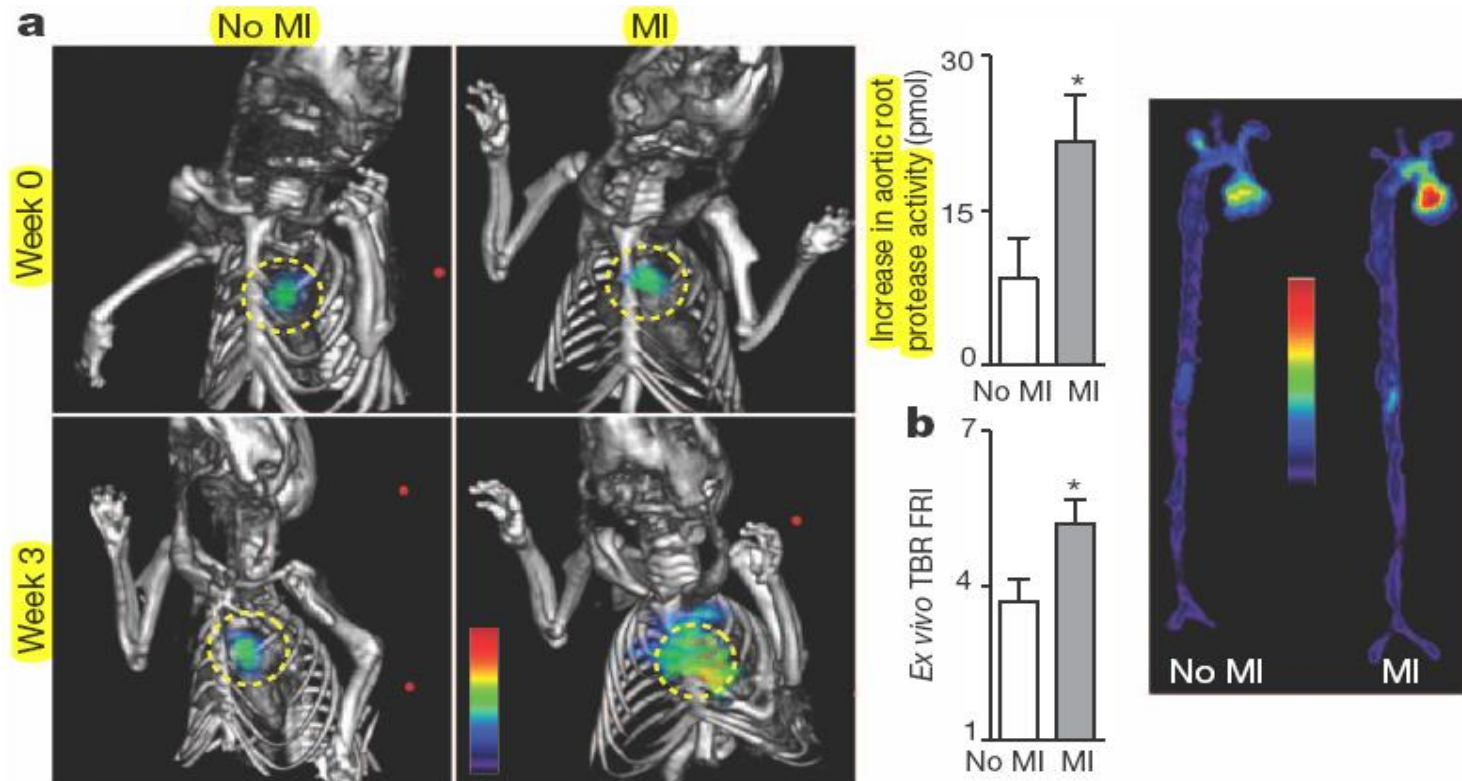 a
No MI
MI
Week 0
Week 3
Increase in aortic root
protease activity (pmol)
30
*
15
0
No MI MI
b
Ex vivo TBR FRI
7
*
4
1
No MI MI
No MI
MI